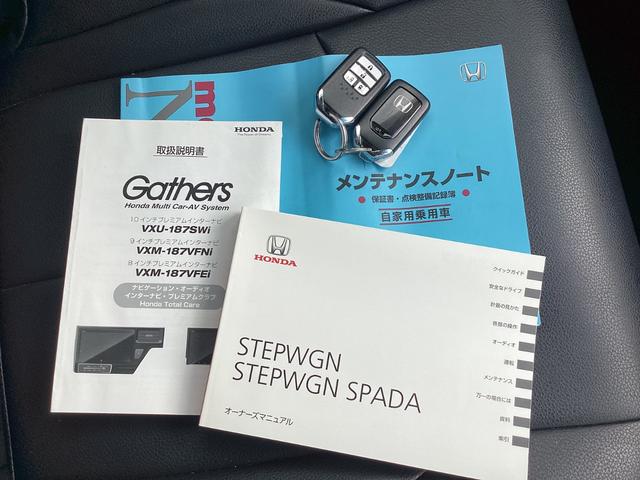 HONDA
The Power of Dreams
取扱説明書
Gathers
Honda Multi Car-AV System
10インチプレミアムインターナビ
VXU-187SWi
9インチプレミアムインターナビ
VXM-187VFNi
8インチプレミアムインターナビ
VXM-187VFEi
ナビゲーション・オーディオ
インターナビ・プレミアムクラブ
Honda Total Care
メンテナンスノート
保証書・点検整備記録簿
自家用乗用車
HONDA
STEPWGN
STEPWGN SPADA
オーナーズマニュアル
クイックガイド
安全なドライブ
計器の見かた
各部の操作
オーディオ
運転
メンテナンス
万一の場合には
資料
索引